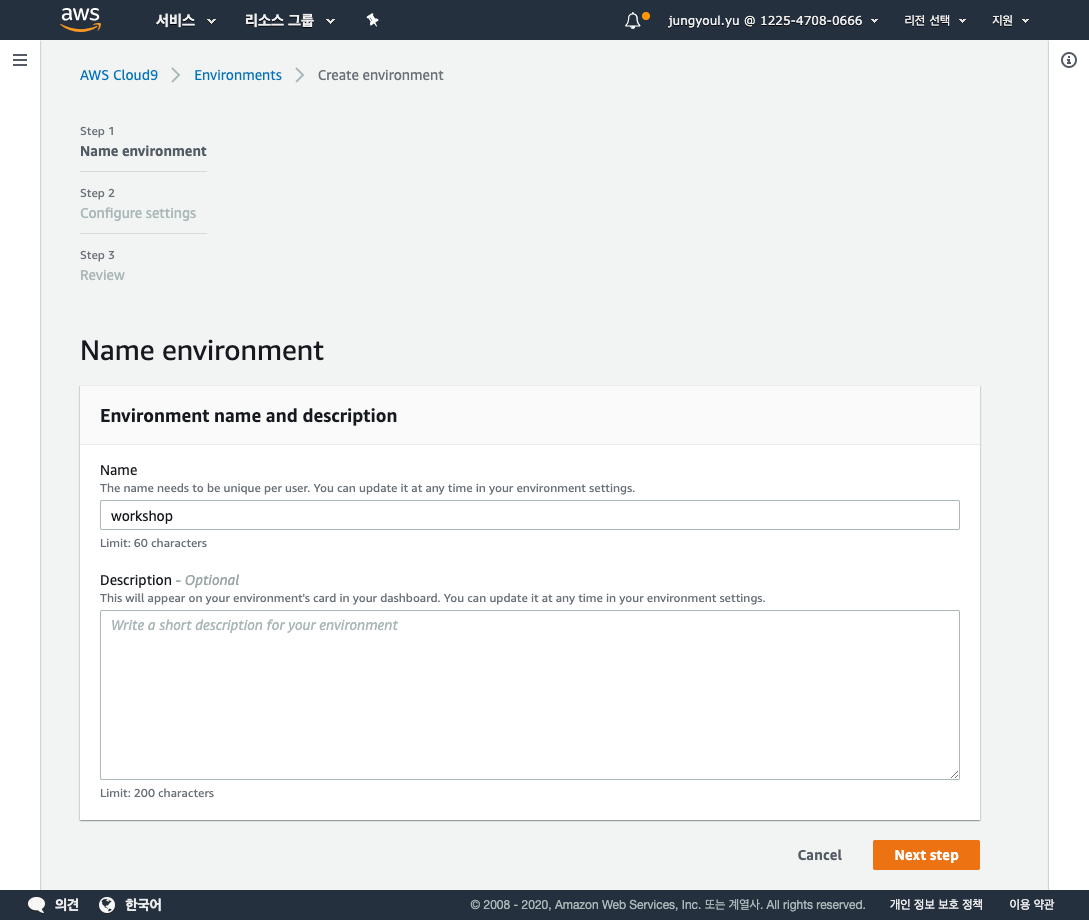 aws 서비스 리소스 그룹 jungyoul.yu @ 1225-4708-0666 리전 선택 지원
AWS Cloud9 Environments Create environment
Step 1
Name environment
Step 2
Configure settings
Step 3
Review
Name environment
Environment name and description
Name
The name needs to be unique per user. You can update it at any time in your environment settings.
workshop
Limit: 60 characters
Description - Optional
This will appear on your environment's card in your dashboard. You can update it at any time in your environment settings.
Write a short description for your environment
Limit: 200 characters
Cancel Next step
의견 한국어 © 2008 - 2020, Amazon Web Services, Inc. 또는 계열사. All rights reserved. 개인 정보 보호 정책 이용 약관